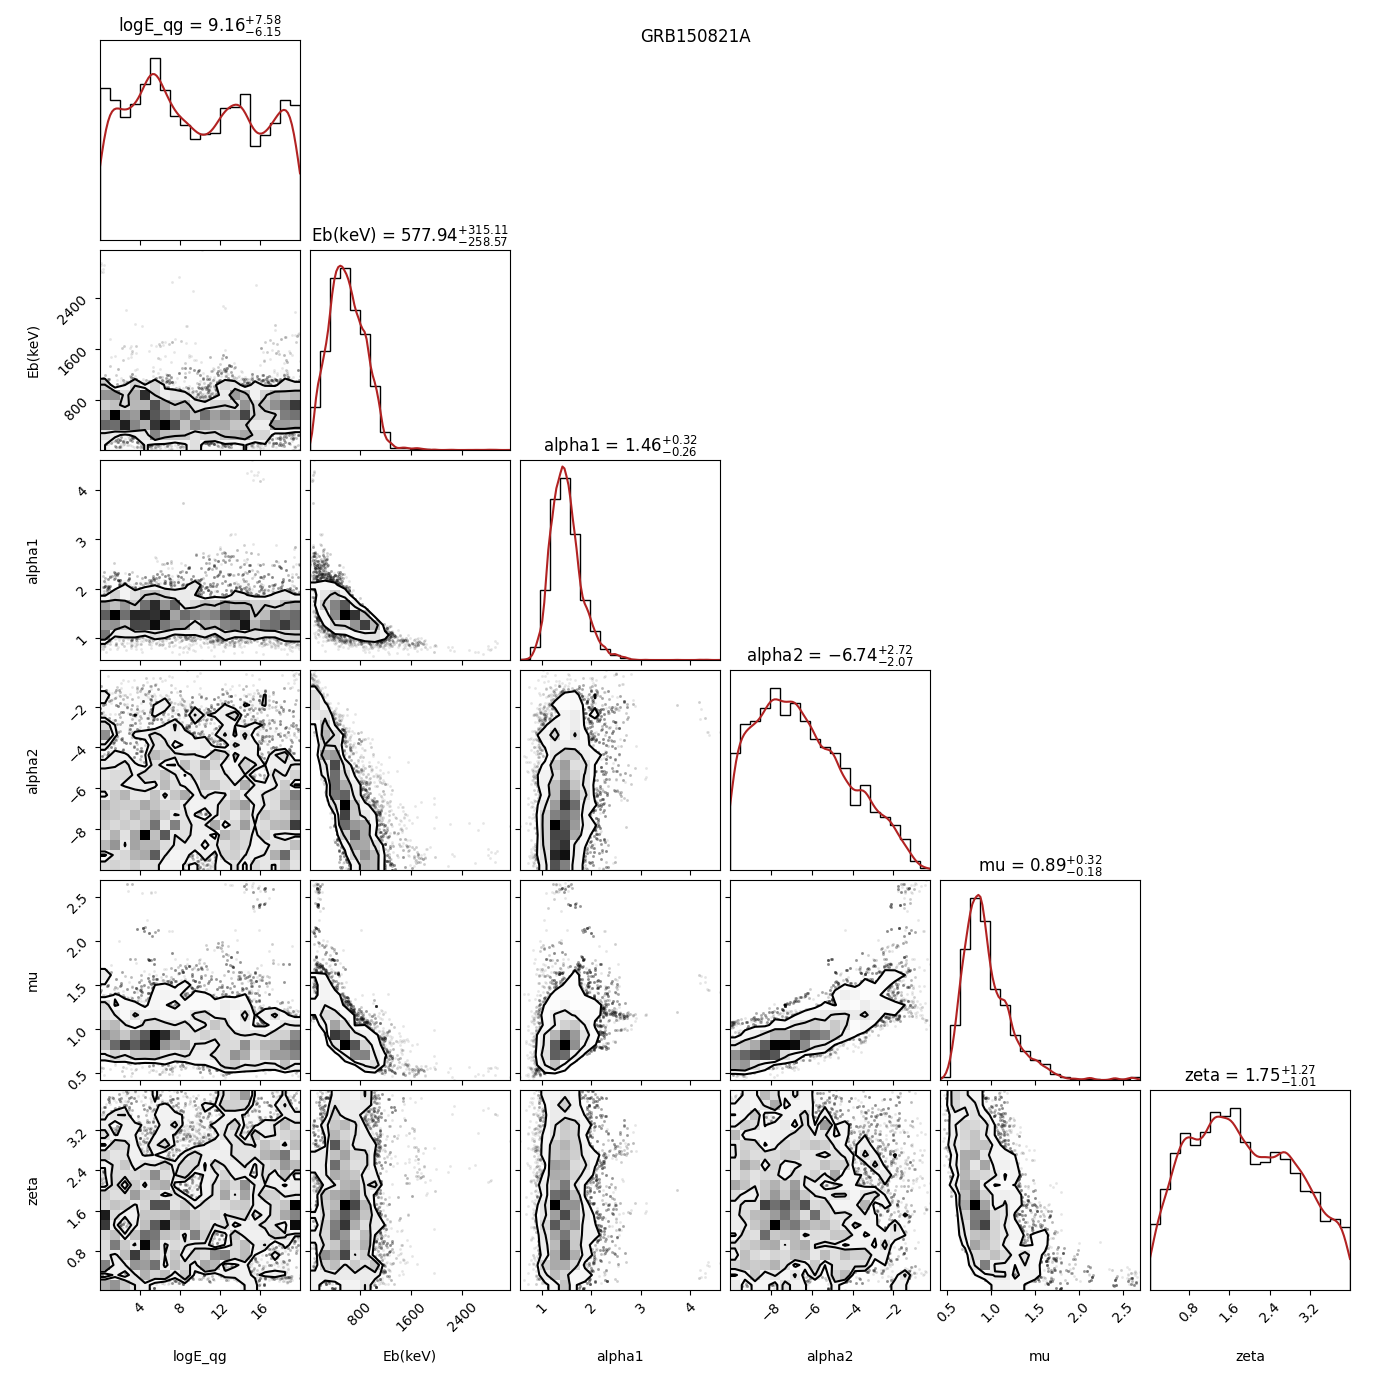 GRB150821A
logE_qg = 9.16+7.58−6.15
Eb(keV) = 577.94+315.11−258.57
Eb(keV)
2400
1600
800
alpha1 = 1.46+0.32−0.26
alpha1
4
3
2
1
alpha2 = −6.74+2.72−2.07
alpha2
−2
−4
−6
−8
mu = 0.89+0.32−0.18
mu
2.5
2.0
1.5
1.0
0.5
zeta = 1.75+1.27−1.01
zeta
3.2
2.4
1.6
0.8
4 8 12 16
800 1600 2400
1 2 3 4
−8 −6 −4 −2
0.5 1.0 1.5 2.0 2.5
0.8 1.6 2.4 3.2
logE_qg Eb(keV) alpha1 alpha2 mu zeta